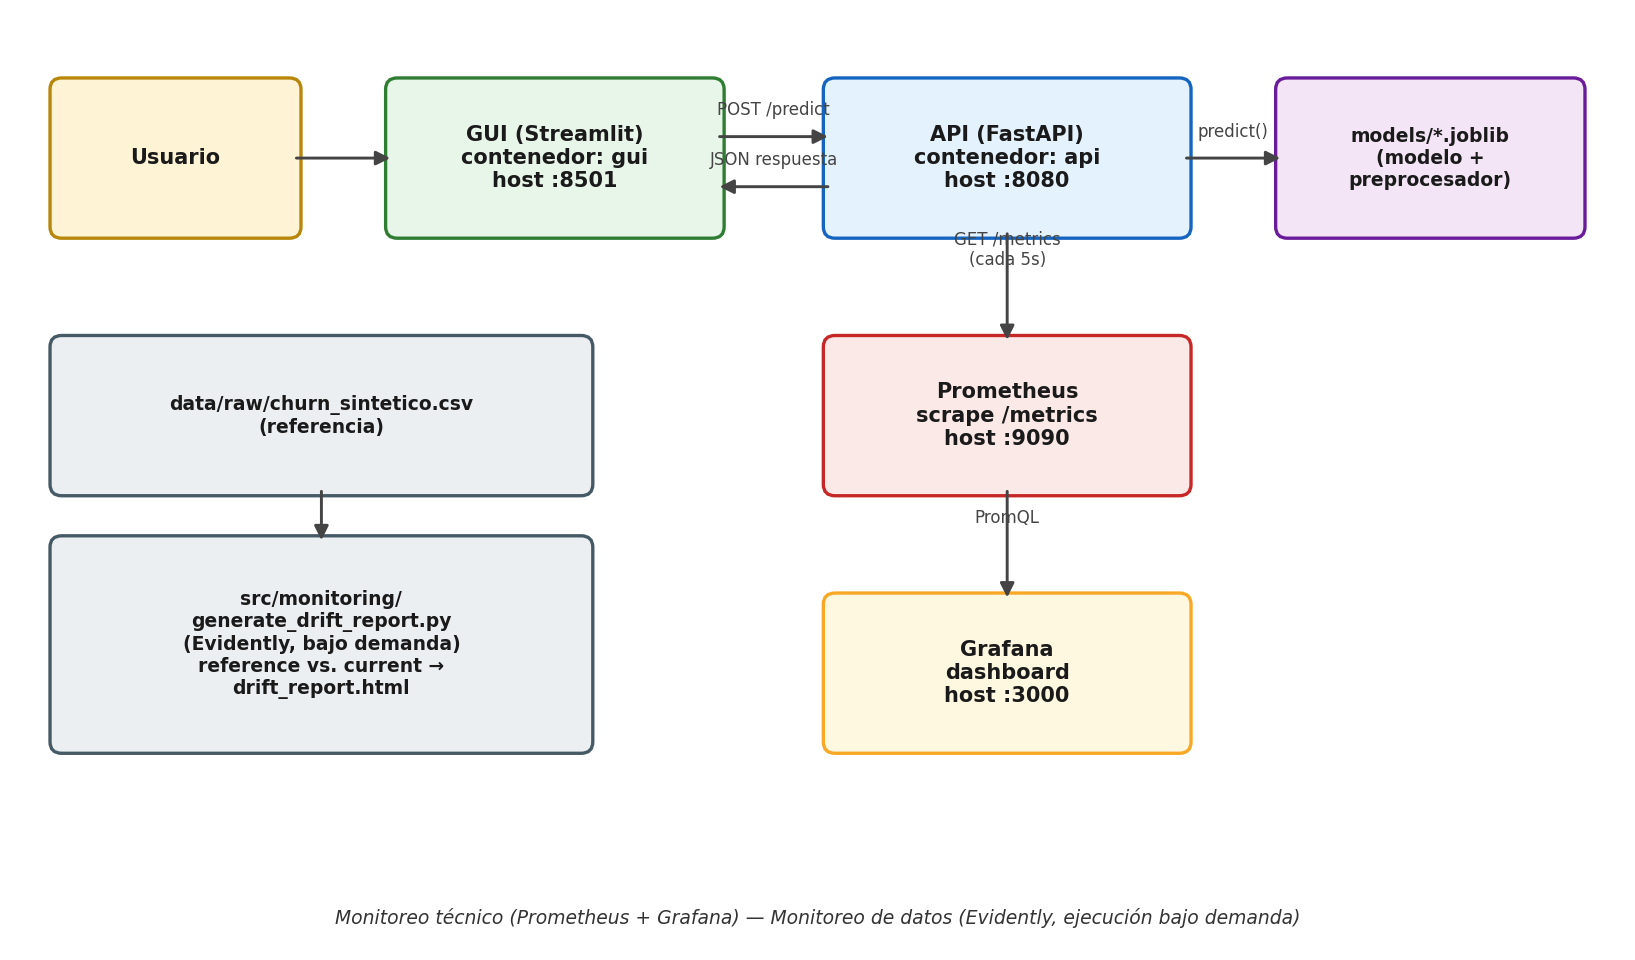 Usuario
GUI (Streamlit)
contenedor: gui
host :8501
POST /predict
JSON respuesta
API (FastAPI)
contenedor: api
host :8080
predict()
models/*.joblib
(modelo +
preprocesador)
GET /metrics
(cada 5s)
data/raw/churn_sintetico.csv
(referencia)
Prometheus
scrape /metrics
host :9090
PromQL
src/monitoring/
generate_drift_report.py
(Evidently, bajo demanda)
reference vs. current →
drift_report.html
Grafana
dashboard
host :3000
Monitoreo técnico (Prometheus + Grafana) — Monitoreo de datos (Evidently, ejecución bajo demanda)